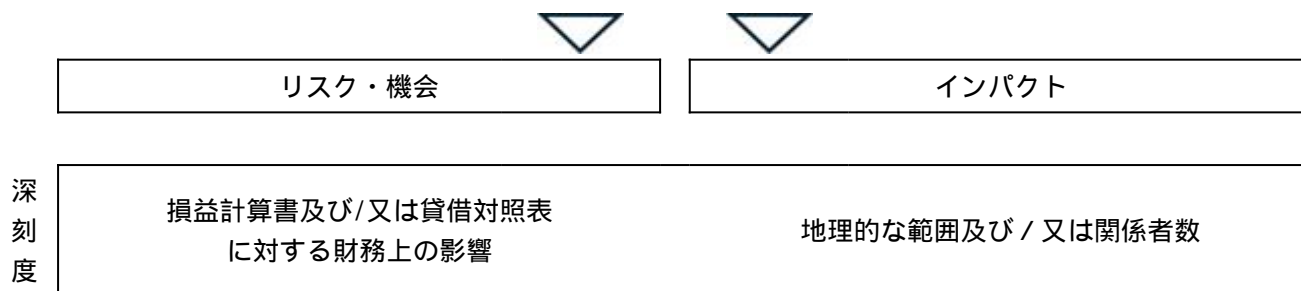 リスク・機会
インパクト
深刻度
損益計算書及び/又は貸借対照表
に対する財務上の影響
地理的な範囲及び / 又は関係者数